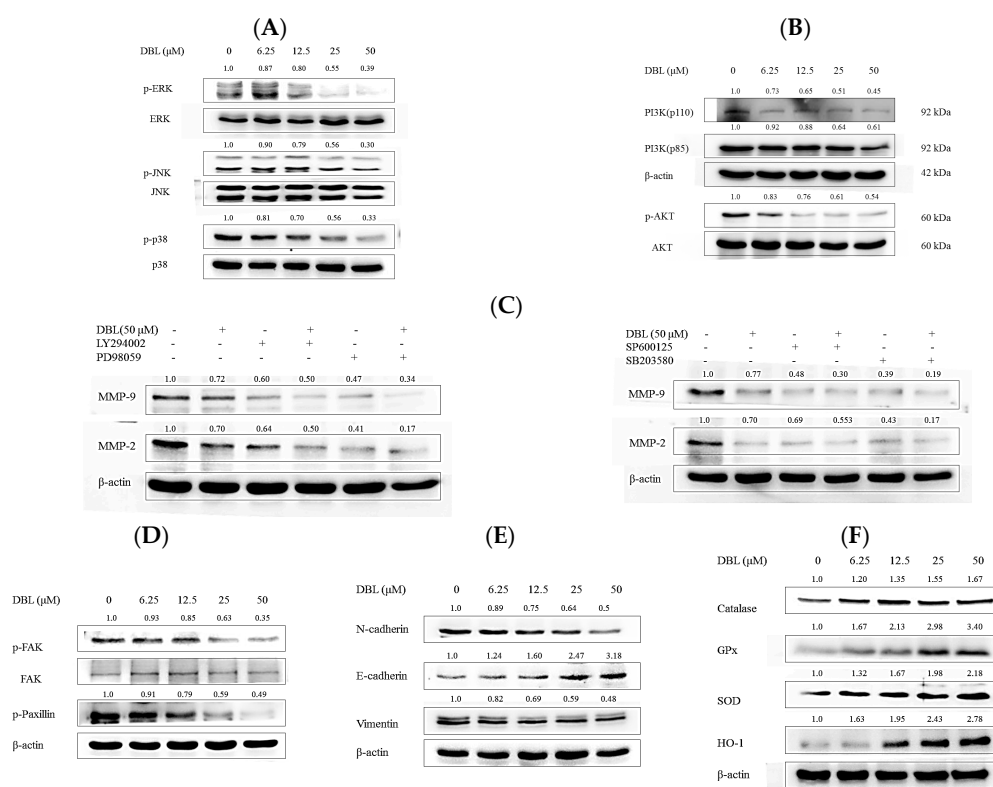 (A)
DBL (μM) 0 6.25 12.5 25 50
1.0 0.87 0.80 0.55 0.39
p-ERK
ERK
1.0 0.90 0.79 0.56 0.30
p-JNK
JNK
1.0 0.81 0.70 0.56 0.33
p-p38
p38
(B)
DBL (μM) 0 6.25 12.5 25 50
1.0 0.73 0.65 0.51 0.45
PI3K(p110) 92 kDa
1.0 0.92 0.88 0.64 0.61
PI3K(p85) 92 kDa
β-actin 42 kDa
1.0 0.83 0.76 0.61 0.54
p-AKT 60 kDa
AKT 60 kDa
(C)
DBL(50 μM) - + - + - +
LY294002 - - + + - -
PD98059 - - - - + +
1.0 0.72 0.60 0.50 0.47 0.34
MMP-9
1.0 0.70 0.64 0.50 0.41 0.17
MMP-2
β-actin
DBL (50 μM) - + - + - +
SP600125 - - + + - -
SB203580 - - - - + +
1.0 0.77 0.48 0.30 0.39 0.19
MMP-9
1.0 0.70 0.69 0.553 0.43 0.17
MMP-2
β-actin
(D)
DBL (μM) 0 6.25 12.5 25 50
1.0 0.93 0.85 0.63 0.35
p-FAK
FAK
1.0 0.91 0.79 0.59 0.49
p-Paxillin
β-actin
(E)
DBL (μM) 0 6.25 12.5 25 50
1.0 0.89 0.75 0.64 0.5
N-cadherin
1.0 1.24 1.60 2.47 3.18
E-cadherin
1.0 0.82 0.69 0.59 0.48
Vimentin
β-actin
(F)
DBL (μM) 0 6.25 12.5 25 50
1.0 1.20 1.35 1.55 1.67
Catalase
1.0 1.67 2.13 2.98 3.40
GPx
1.0 1.32 1.67 1.98 2.18
SOD
1.0 1.63 1.95 2.43 2.78
HO-1
β-actin